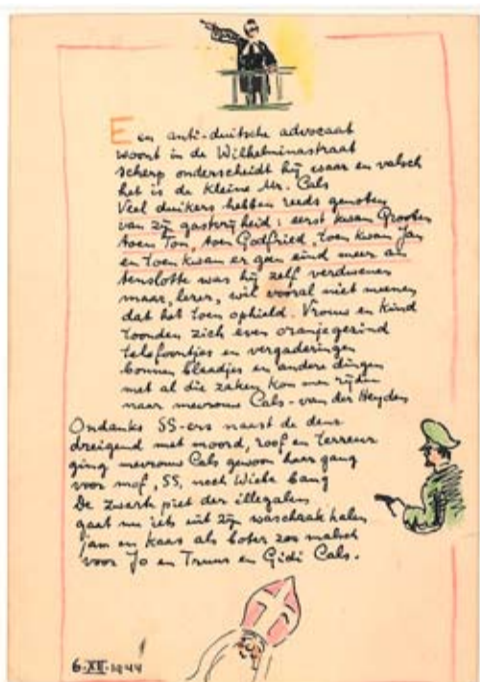 Een anti-duitsche advocaat
woont in de Wilhelminastraat
scherp onderscheidt hij waar en valsch
het is de kleine Mr. Cals
Veel duikers hebben reeds genoten
van zijn gastvrijheid: eerst kwam Grooten
toen Ton, toen Godfried, toen kwam Jan
en toen kwam er geen eind meer an
tenslotte was hij zelf verdwenen
maar, lezer, wil vooral niet meenen
dat het toen ophield. Vrouw en kind
toonden zich even oranjegezind
telefoontjes en vergaderingen
bonnen blaadjes en andere dingen
met al die zaken kon men rijden
naar mevrouw Cals-van der Heyden
Ondanks SS-ers naast de deur
dreigend met moord, roof en terreur
ging mevrouw Cals gewoon haar gang
voor mof, SS, noch Wiebe bang
De zwarte piet der illegalen
gaat nu iets uit zijn waschzak halen
jam en kaas als boter zoo malsch
voor Jo en Truus en Gidi Cals.
6-XII-1944